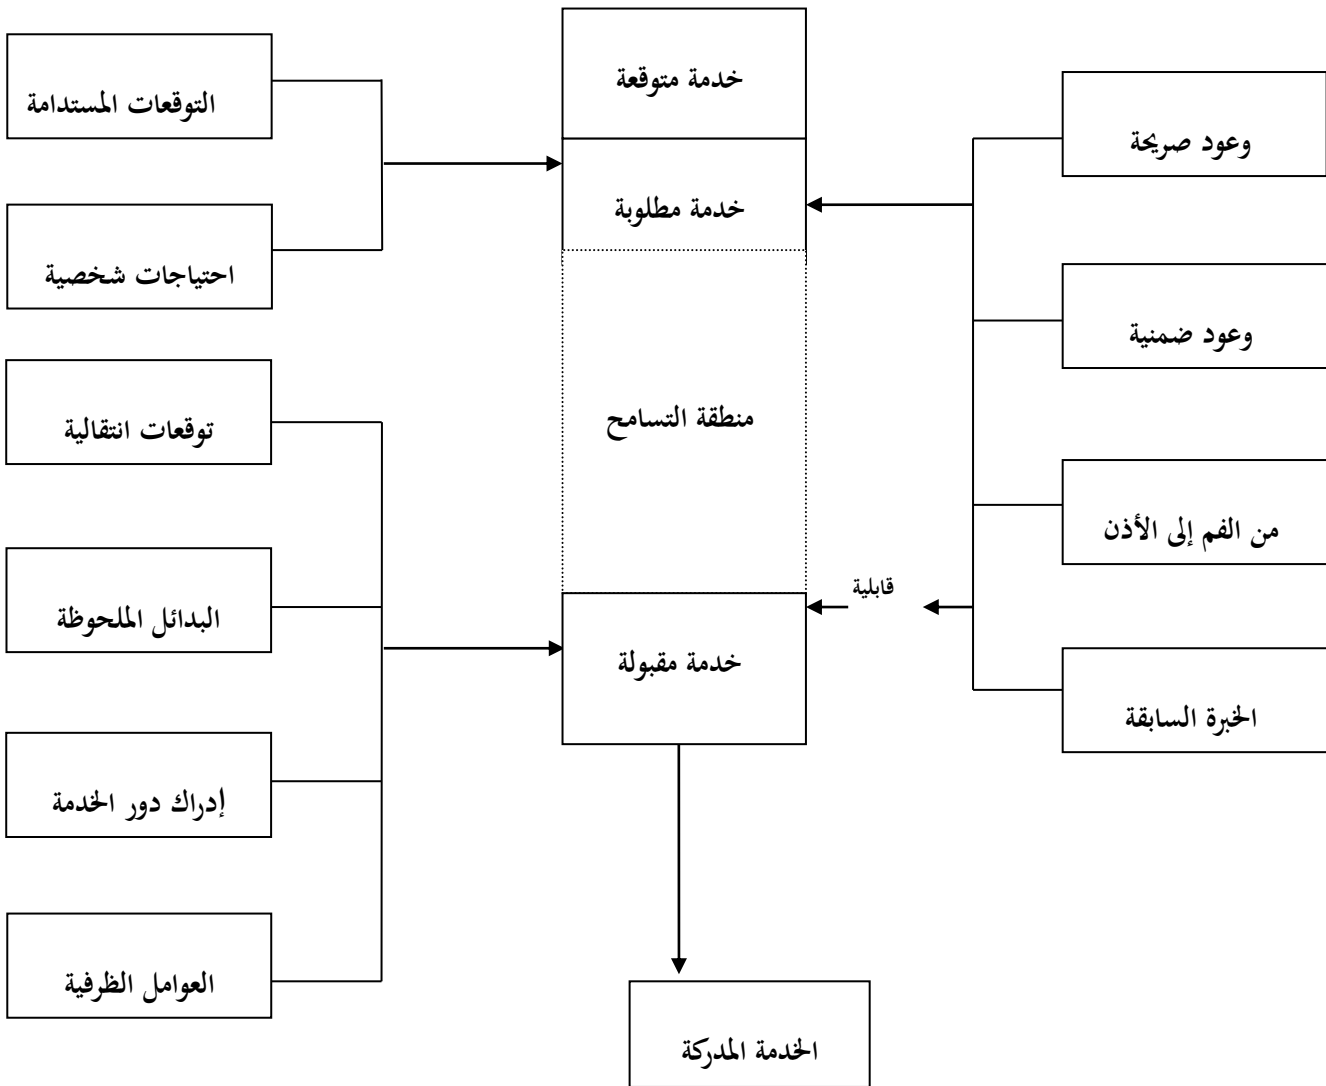 خدمة متوقعة
التوقعات المستدامة
وعود صريحة
خدمة مطلوبة
احتياجات شخصية
وعود ضمنية
منطقة التسامح
توقعات انتقالية
من الفم إلى الأذن
قابلية
البدائل الملحوظة
خدمة مقبولة
الخبرة السابقة
إدراك دور الخدمة
العوامل الظرفية
الخدمة المدركة